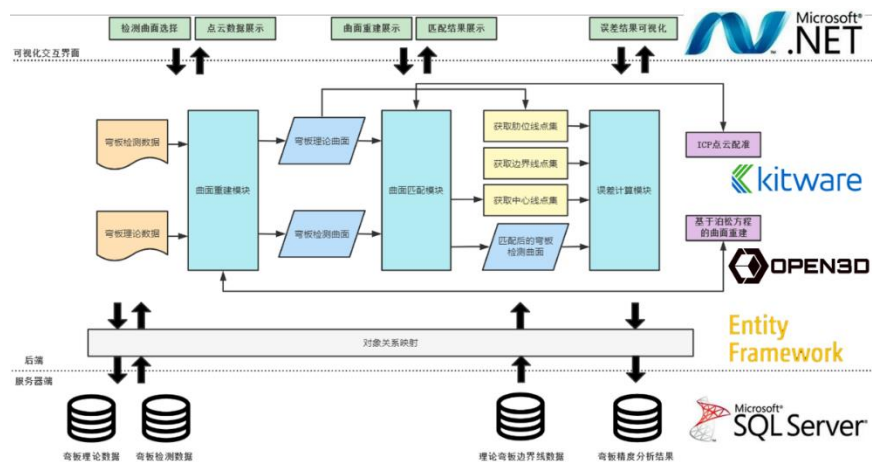 检测曲面选择
点云数据展示
曲面重建展示
匹配结果展示
误差结果可视化
Microsoft®
.NET
可视化交互界面
弯板检测数据
弯板理论数据
曲面重建模块
弯板理论曲面
弯板检测曲面
曲面匹配模块
获取肋位线点集
获取边界线点集
获取中心线点集
匹配后的弯板
检测曲面
误差计算模块
ICP点云配准
kitware
基于泊松方程
的曲面重建
OPEN3D
对象关系映射
Entity
Framework
后端
服务器端
弯板理论数据
弯板检测数据
理论弯板边界线数据
弯板精度分析结果
Microsoft®
SQL Server®